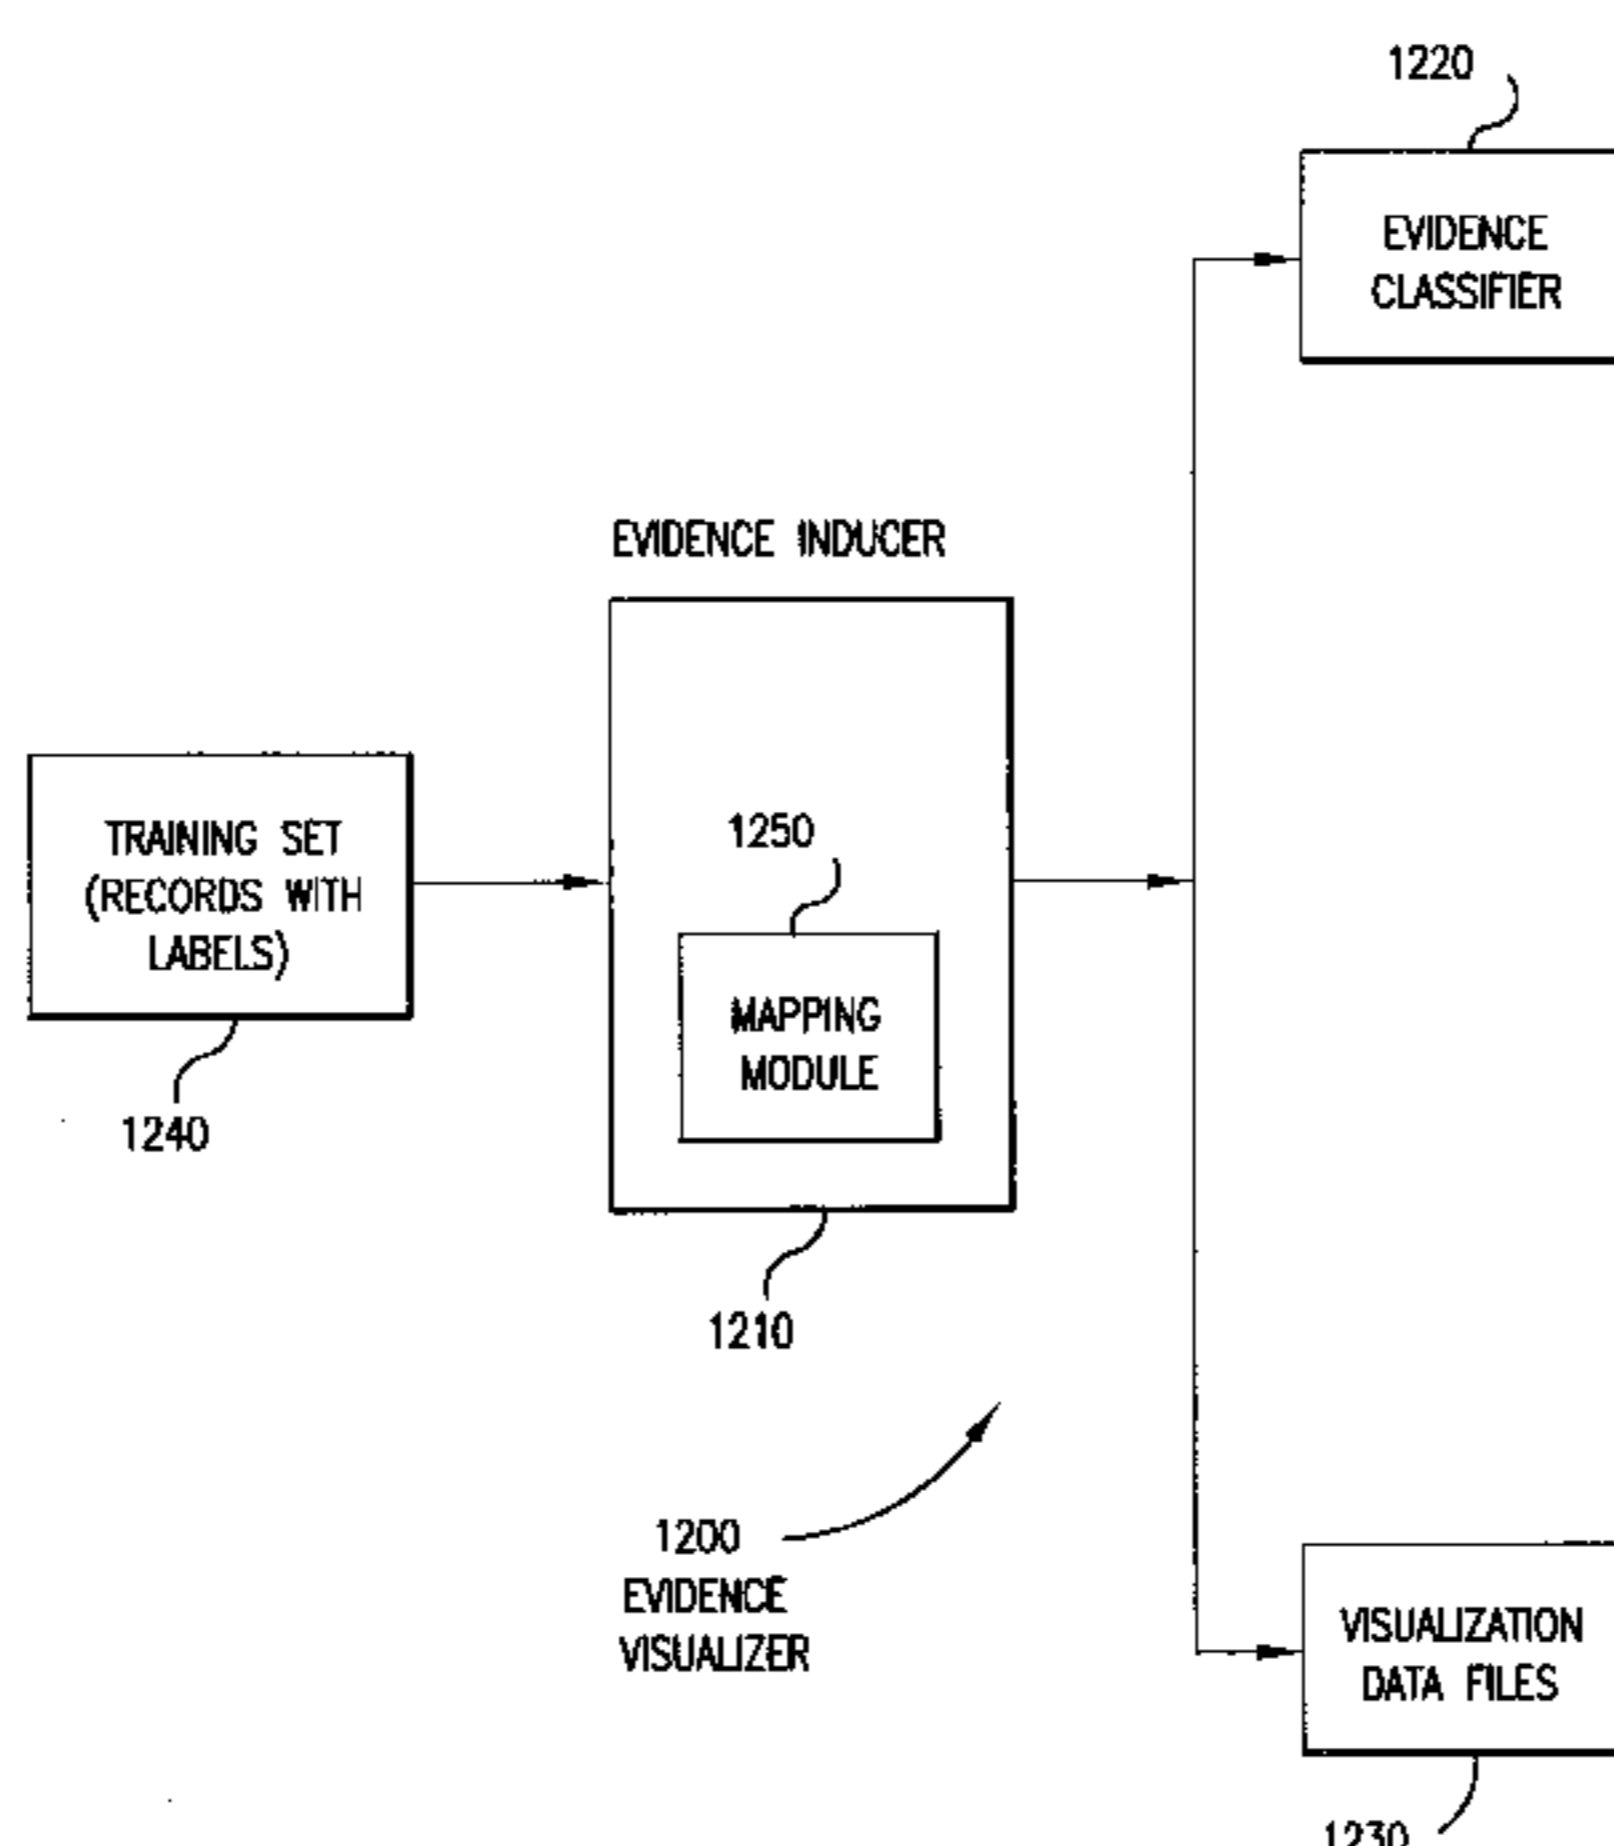 1220
EVIDENCE
CLASSIFIER
EVIDENCE INDUCER
TRAINING SET
(RECORDS WITH
LABELS)
1240
1250
MAPPING
MODULE
1210
1200
EVIDENCE
VISUALIZER
VISUALIZATION
DATA FILES
1230